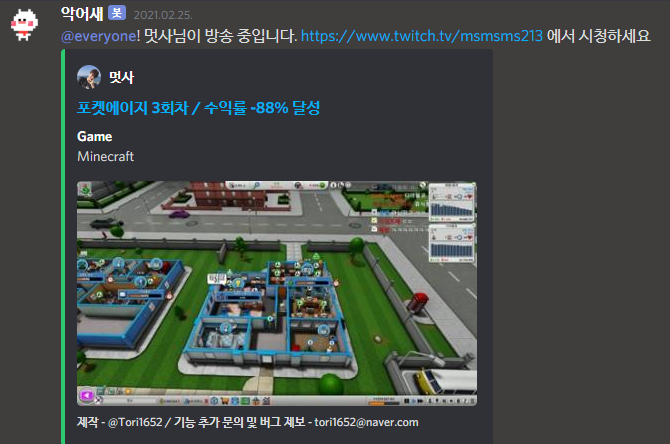 악어새 봇 2021.02.25.
@everyone! 멋사님이 방송 중입니다. https://www.twitch.tv/msmsms213 에서 시청하세요
멋사
포켓에이지 3회차 / 수익률 -88% 달성
Game
Minecraft
제작 - @Tori1652 / 기능 추가 문의 및 버그 제보 - tori1652@naver.com